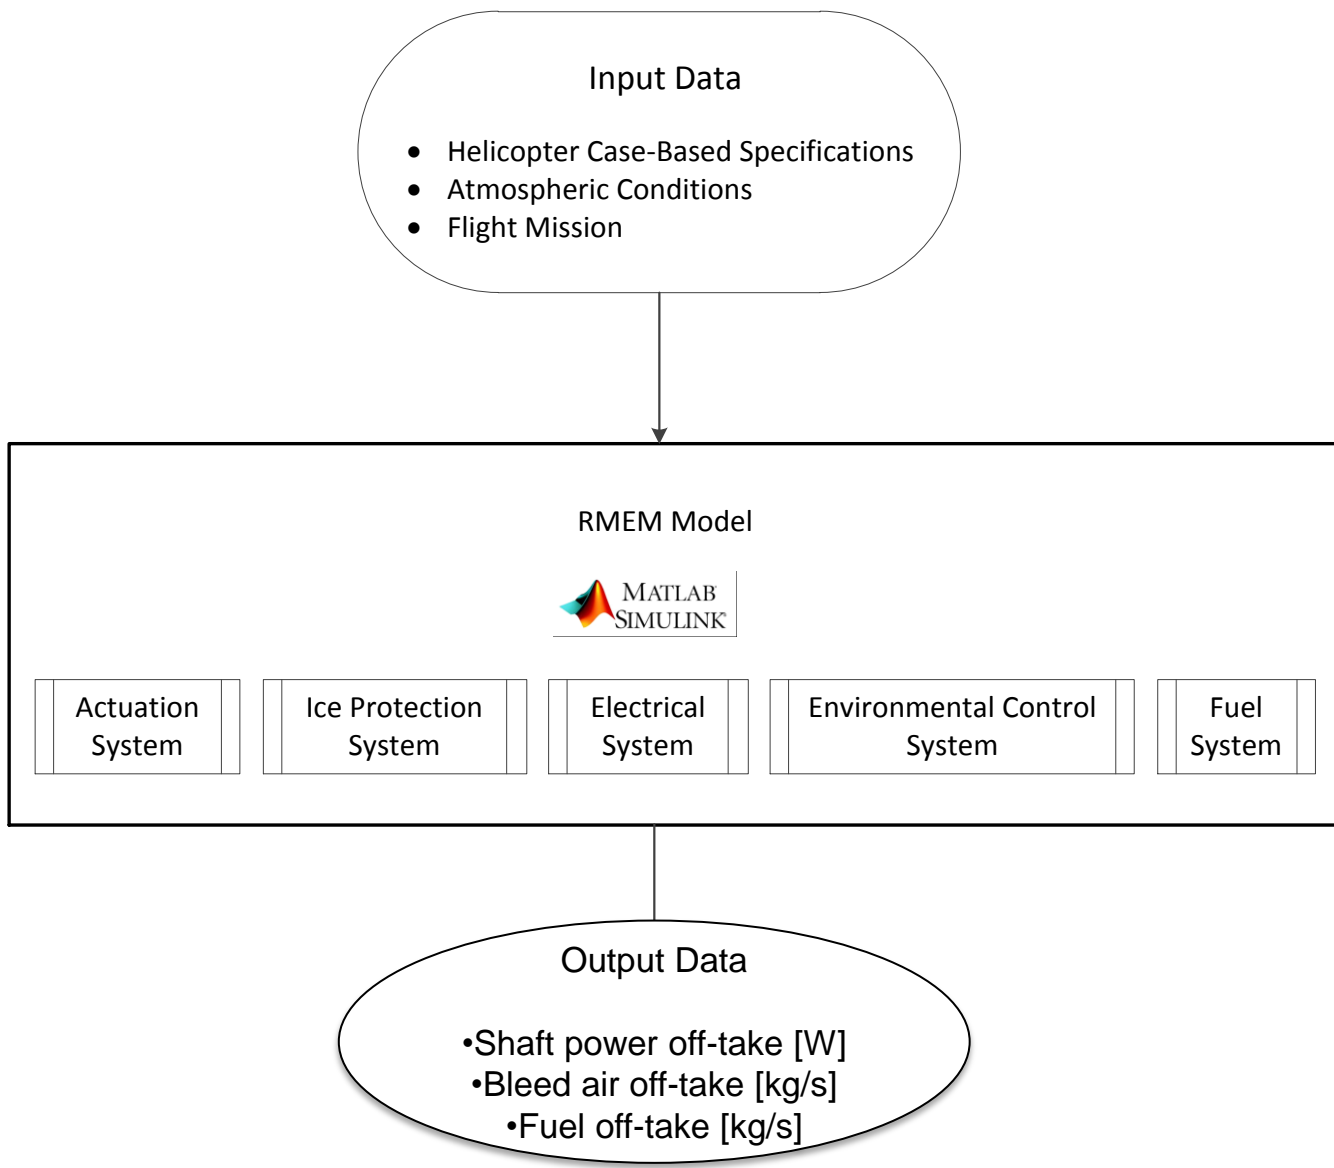 Input Data
• Helicopter Case-Based Specifications
• Atmospheric Conditions
• Flight Mission
RMEM Model
MATLAB
SIMULINK
Actuation
System
Ice Protection
System
Electrical
System
Environmental Control
System
Fuel
System
Output Data
•Shaft power off-take [W]
•Bleed air off-take [kg/s]
•Fuel off-take [kg/s]